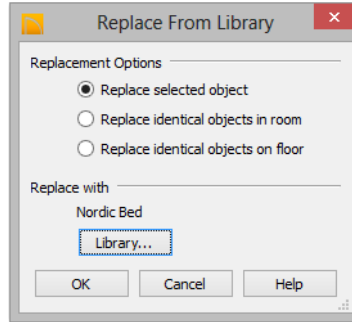 Replace From Library
Replacement Options
Replace selected object
Replace identical objects in room
Replace identical objects on floor
Replace with
Nordic Bed
Library...
OK Cancel Help